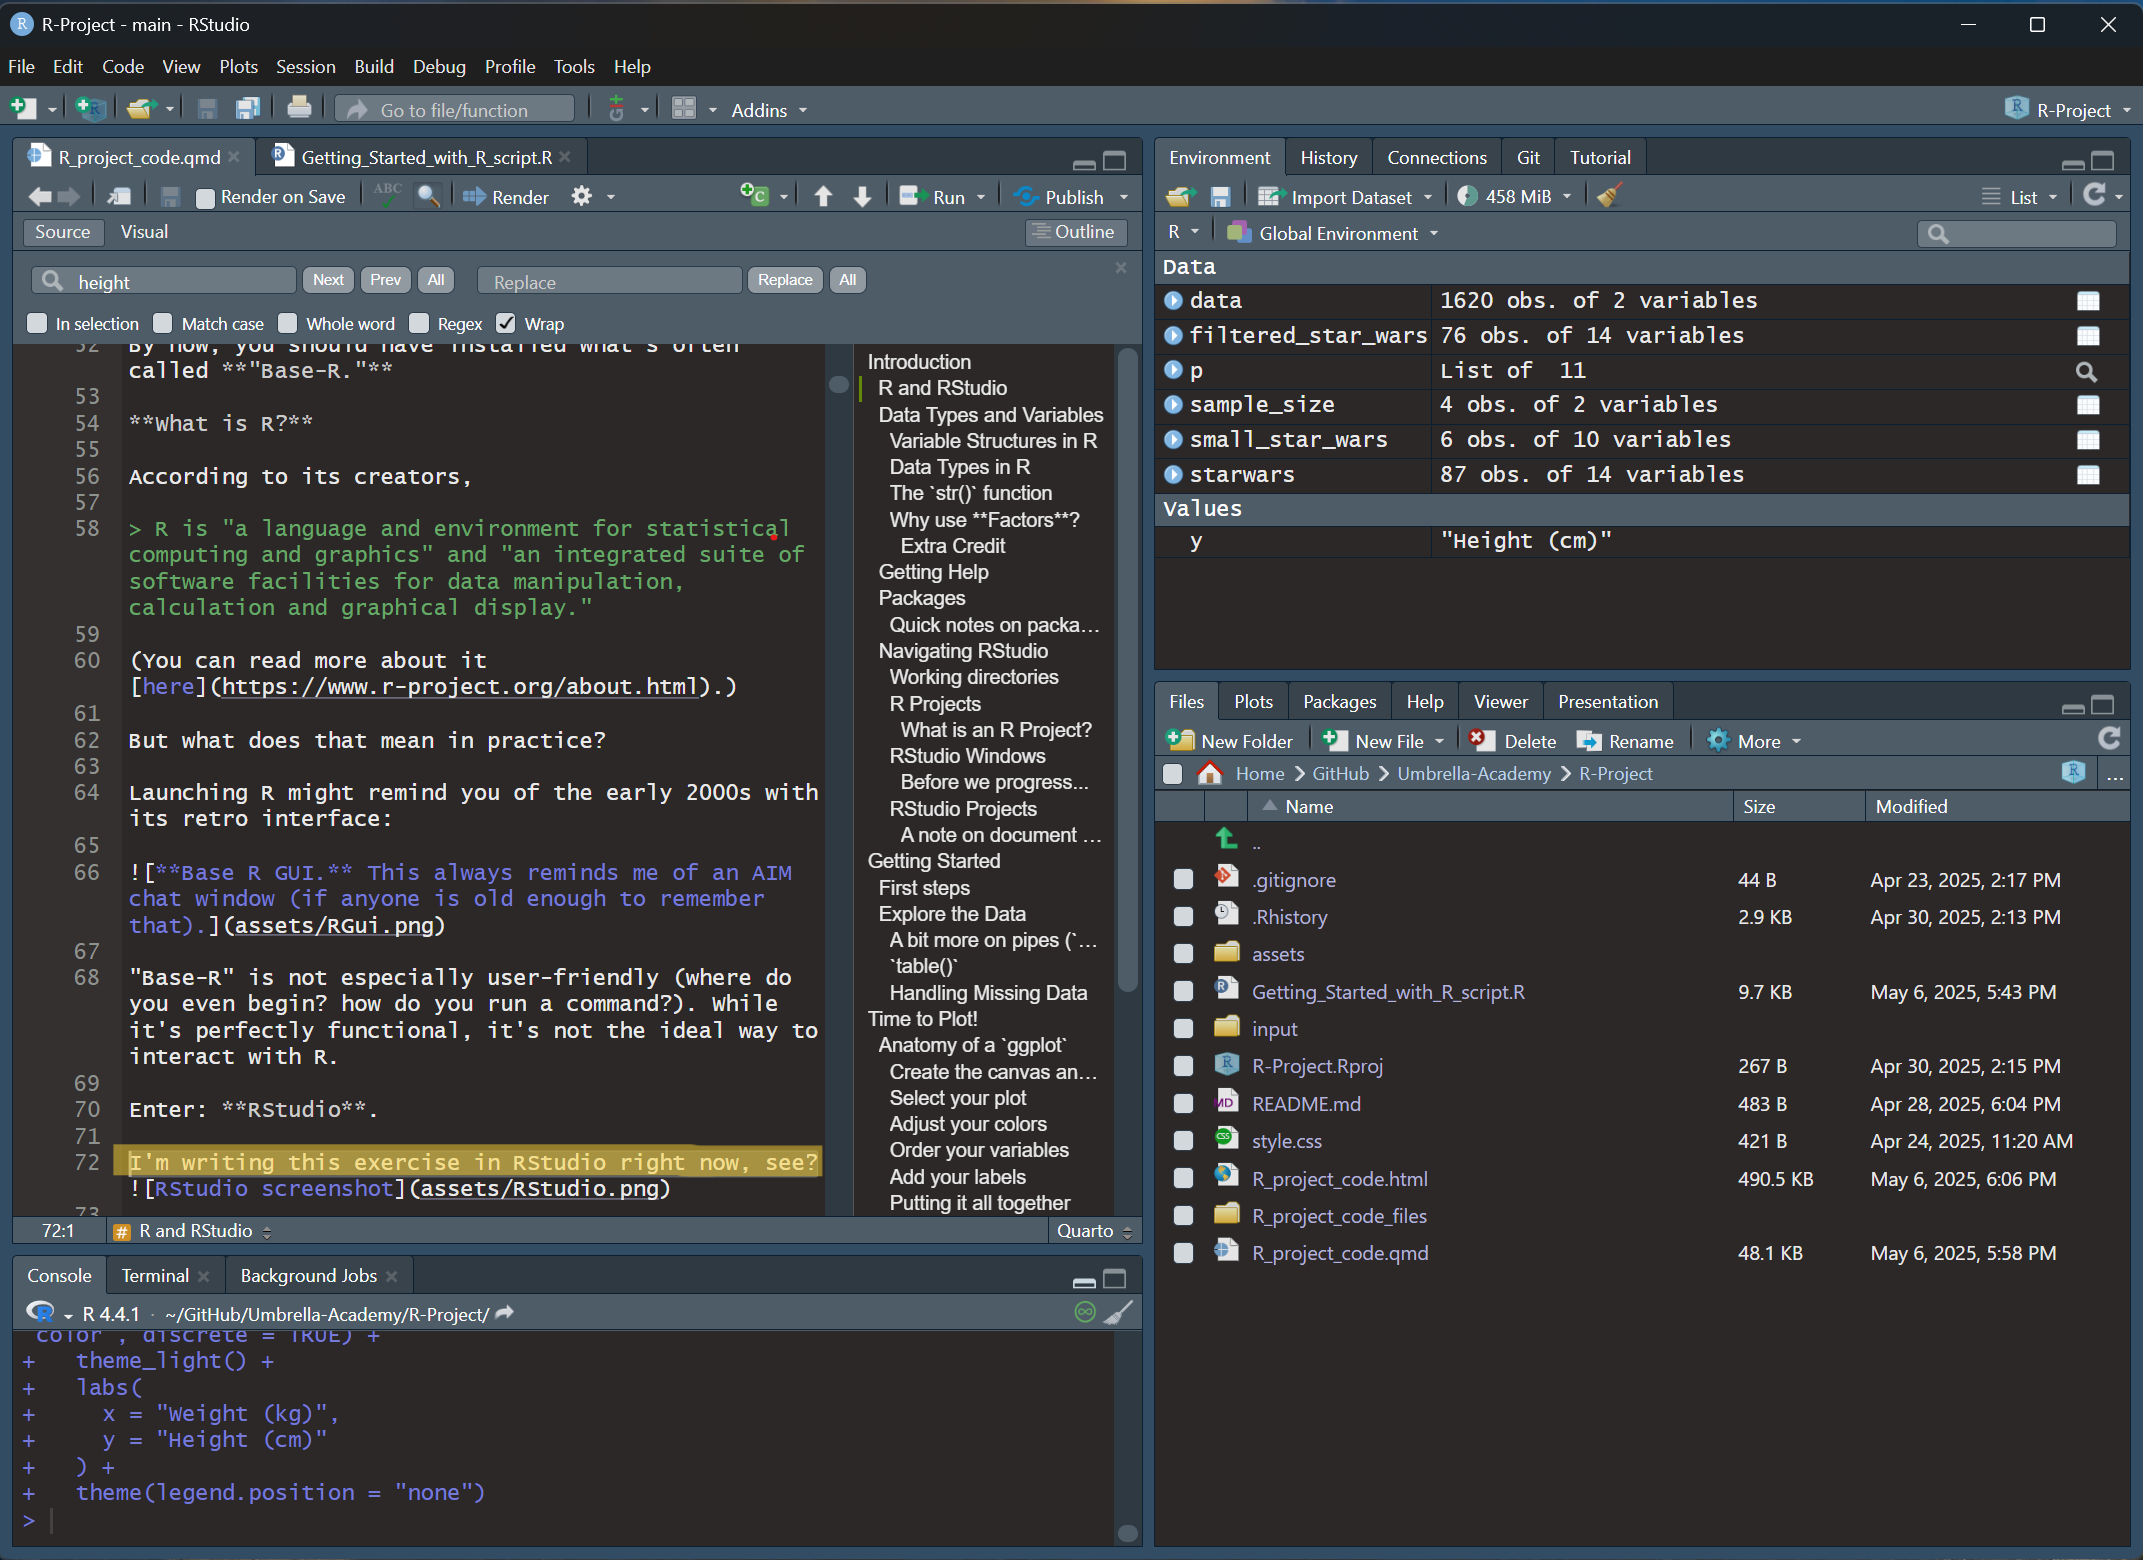 R-Project - main - RStudio
File Edit Code View Plots Session Build Debug Profile Tools Help
Go to file/function Addins R-Project
R_project_code.qmd Getting_Started_with_R_script.R
Render on Save ABC Render Run Publish
Source Visual Outline
height Next Prev All Replace Replace All
In selection Match case Whole word Regex Wrap
52 By now, you should have installed what's often
called **"Base-R."**
53
54 **What is R?**
55
56 According to its creators,
57
58 > R is "a language and environment for statistical
computing and graphics" and "an integrated suite of
software facilities for data manipulation,
calculation and graphical display."
59
60 (You can read more about it
[here](https://www.r-project.org/about.html).)
61
62 But what does that mean in practice?
63
64 Launching R might remind you of the early 2000s with
its retro interface:
65
66 ![**Base R GUI.** This always reminds me of an AIM
chat window (if anyone is old enough to remember
that).](assets/RGui.png)
67
68 "Base-R" is not especially user-friendly (where do
you even begin? how do you run a command?). While
it's perfectly functional, it's not the ideal way to
interact with R.
69
70 Enter: **RStudio**.
71
72 I'm writing this exercise in RStudio right now, see?
![RStudio screenshot](assets/RStudio.png)
73
Introduction
R and RStudio
Data Types and Variables
Variable Structures in R
Data Types in R
The `str()` function
Why use **Factors**?
Extra Credit
Getting Help
Packages
Quick notes on packa...
Navigating RStudio
Working directories
R Projects
What is an R Project?
RStudio Windows
Before we progress...
RStudio Projects
A note on document ...
Getting Started
First steps
Explore the Data
A bit more on pipes (`...
`table()`
Handling Missing Data
Time to Plot!
Anatomy of a `ggplot`
Create the canvas an...
Select your plot
Adjust your colors
Order your variables
Add your labels
Putting it all together
72:1 # R and RStudio Quarto
Console Terminal Background Jobs
R 4.4.1 · ~/GitHub/Umbrella-Academy/R-Project/
color", discrete = TRUE) +
+ theme_light() +
+ labs(
+ x = "Weight (kg)",
+ y = "Height (cm)"
+ ) +
+ theme(legend.position = "none")
>
Environment History Connections Git Tutorial
Import Dataset 458 MiB List
R Global Environment
Data
data 1620 obs. of 2 variables
filtered_star_wars 76 obs. of 14 variables
p List of 11
sample_size 4 obs. of 2 variables
small_star_wars 6 obs. of 10 variables
starwars 87 obs. of 14 variables
Values
y "Height (cm)"
Files Plots Packages Help Viewer Presentation
New Folder New File Delete Rename More
Home GitHub Umbrella-Academy R-Project ...
Name Size Modified
..
.gitignore 44 B Apr 23, 2025, 2:17 PM
.Rhistory 2.9 KB Apr 30, 2025, 2:13 PM
assets
Getting_Started_with_R_script.R 9.7 KB May 6, 2025, 5:43 PM
input
R-Project.Rproj 267 B Apr 30, 2025, 2:15 PM
README.md 483 B Apr 28, 2025, 6:04 PM
style.css 421 B Apr 24, 2025, 11:20 AM
R_project_code.html 490.5 KB May 6, 2025, 6:06 PM
R_project_code_files
R_project_code.qmd 48.1 KB May 6, 2025, 5:58 PM